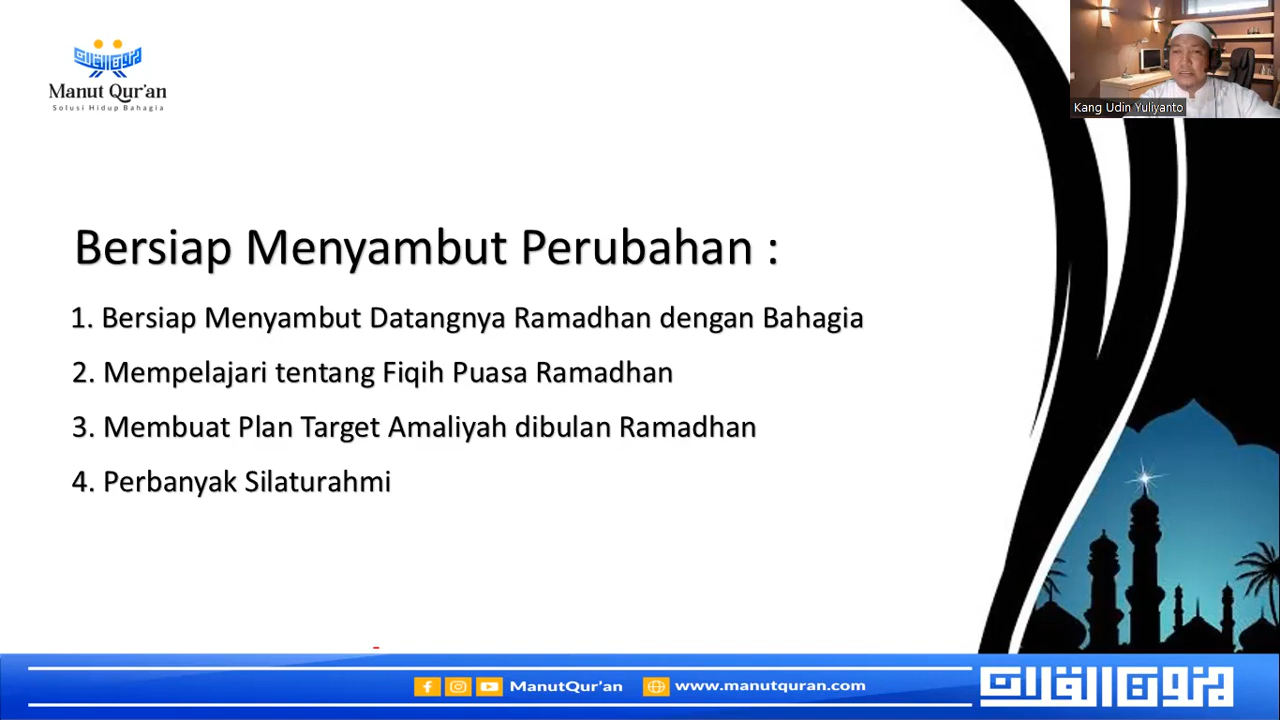 Manut Qur'an
Solusi Hidup Bahagia
Kang Udin Yuliyanto
Bersiap Menyambut Perubahan :
1. Bersiap Menyambut Datangnya Ramadhan dengan Bahagia
2. Mempelajari tentang Fiqih Puasa Ramadhan
3. Membuat Plan Target Amaliyah dibulan Ramadhan
4. Perbanyak Silaturahmi
ManutQur'an
www.manutquran.com